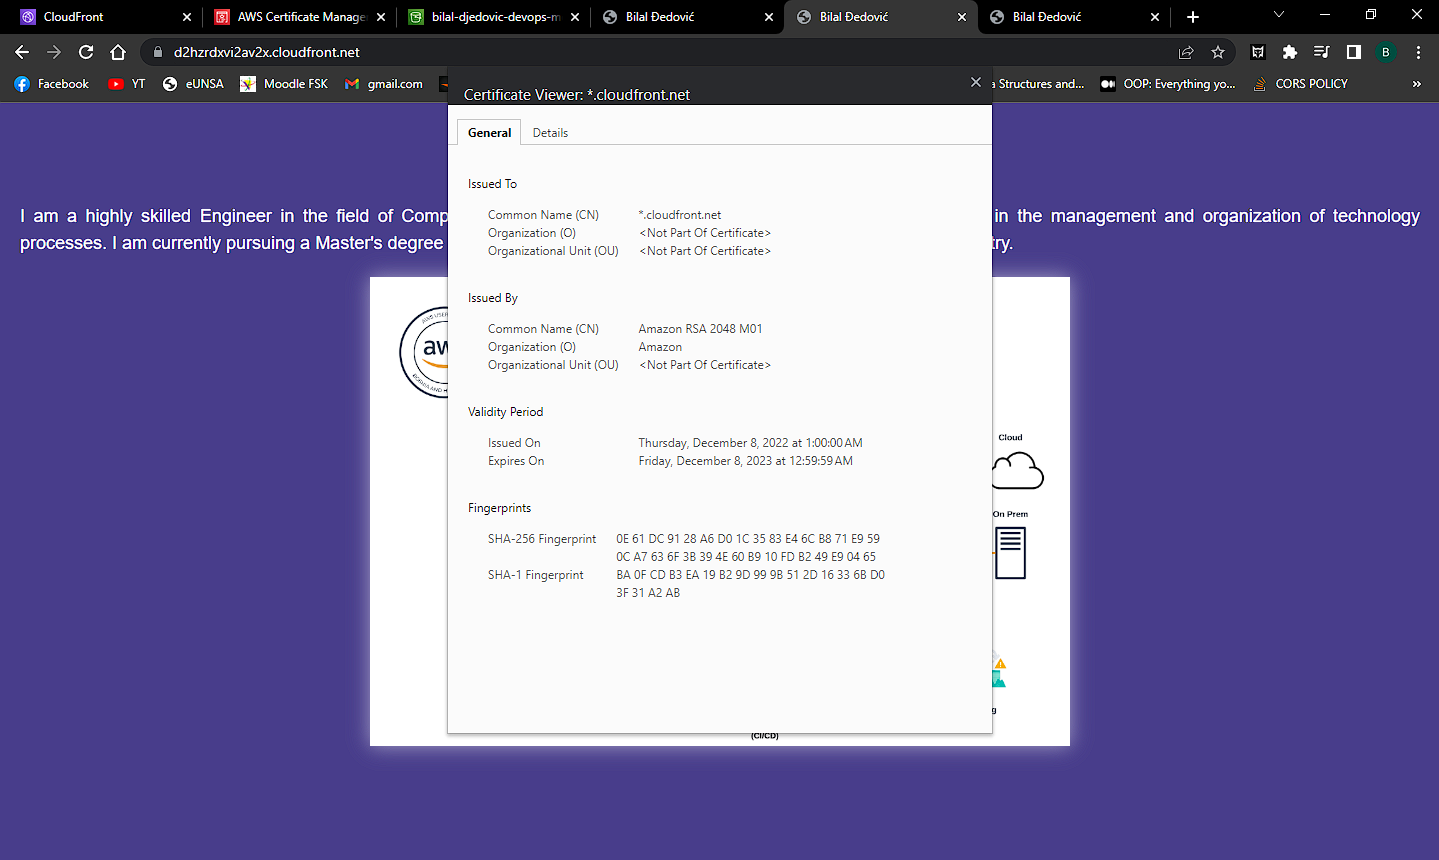 CloudFront
AWS Certificate Manage
bilal-djedovic-devops-m
Bilal Đedović
Bilal Đedović
Bilal Đedović
d2hzrdxvi2av2x.cloudfront.net
B
Facebook
YT
eUNSA
Moodle FSK
gmail.com
a Structures and...
OOP: Everything yo...
CORS POLICY
»
Certificate Viewer: *.cloudfront.net
General
Details
Issued To
Common Name (CN) *.cloudfront.net
Organization (O) <Not Part Of Certificate>
Organizational Unit (OU) <Not Part Of Certificate>
Issued By
Common Name (CN) Amazon RSA 2048 M01
Organization (O) Amazon
Organizational Unit (OU) <Not Part Of Certificate>
Validity Period
Issued On Thursday, December 8, 2022 at 1:00:00 AM
Expires On Friday, December 8, 2023 at 12:59:59 AM
Fingerprints
SHA-256 Fingerprint 0E 61 DC 91 28 A6 D0 1C 35 83 E4 6C B8 71 E9 59
0C A7 63 6F 3B 39 4E 60 B9 10 FD B2 49 E9 04 65
SHA-1 Fingerprint BA 0F CD B3 EA 19 B2 9D 99 9B 51 2D 16 33 6B D0
3F 31 A2 AB
I am a highly skilled Engineer in the field of Comp in the management and organization of technology
processes. I am currently pursuing a Master's degree try.
AWS USER
aw
BOSNIA AND
Cloud
On Prem
g
(CI/CD)